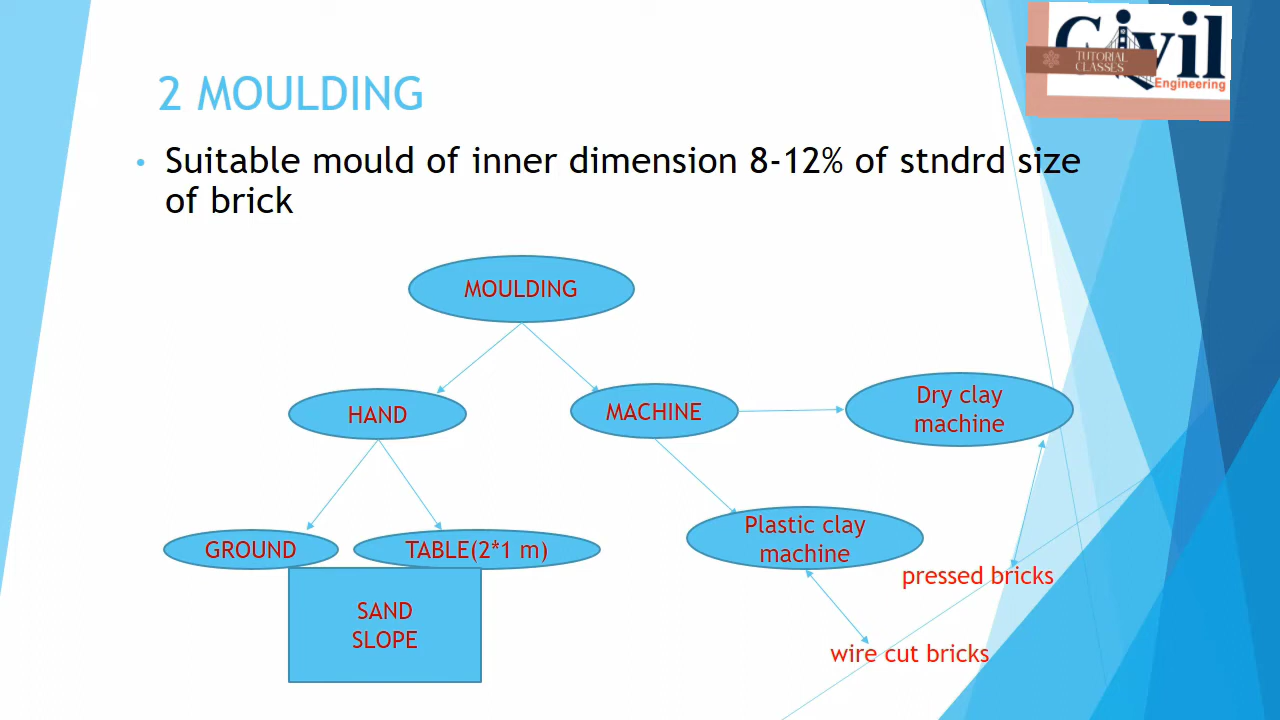 Civil
TUTORIAL
CLASSES
Engineering
2 MOULDING
• Suitable mould of inner dimension 8-12% of stndrd size
of brick
MOULDING
HAND
MACHINE
Dry clay
machine
GROUND
TABLE(2*1 m)
Plastic clay
machine
pressed bricks
SAND
SLOPE
wire cut bricks